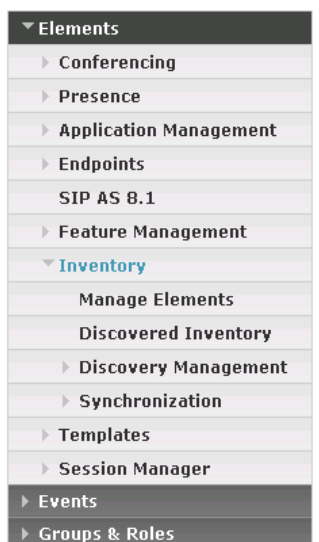 Elements
Conferencing
Presence
Application Management
Endpoints
SIP AS 8.1
Feature Management
Inventory
Manage Elements
Discovered Inventory
Discovery Management
Synchronization
Templates
Session Manager
Events
Groups & Roles